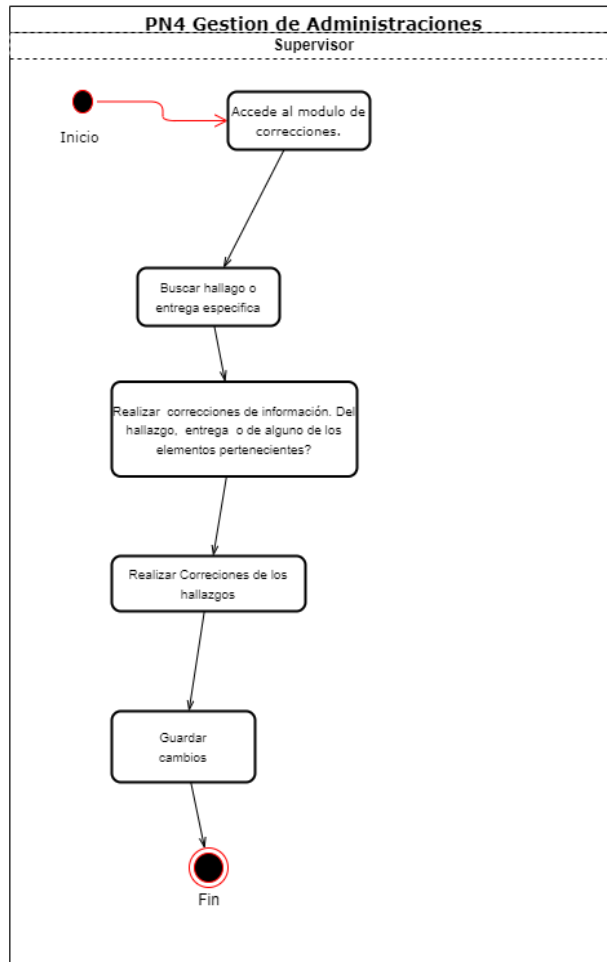 PN4 Gestion de Administraciones
Supervisor
Inicio
Accede al modulo de
correcciones.
Buscar hallago o
entrega especifica
Realizar correcciones de información. Del
hallazgo, entrega o de alguno de los
elementos pertenecientes?
Realizar Correciones de los
hallazgos
Guardar
cambios
Fin